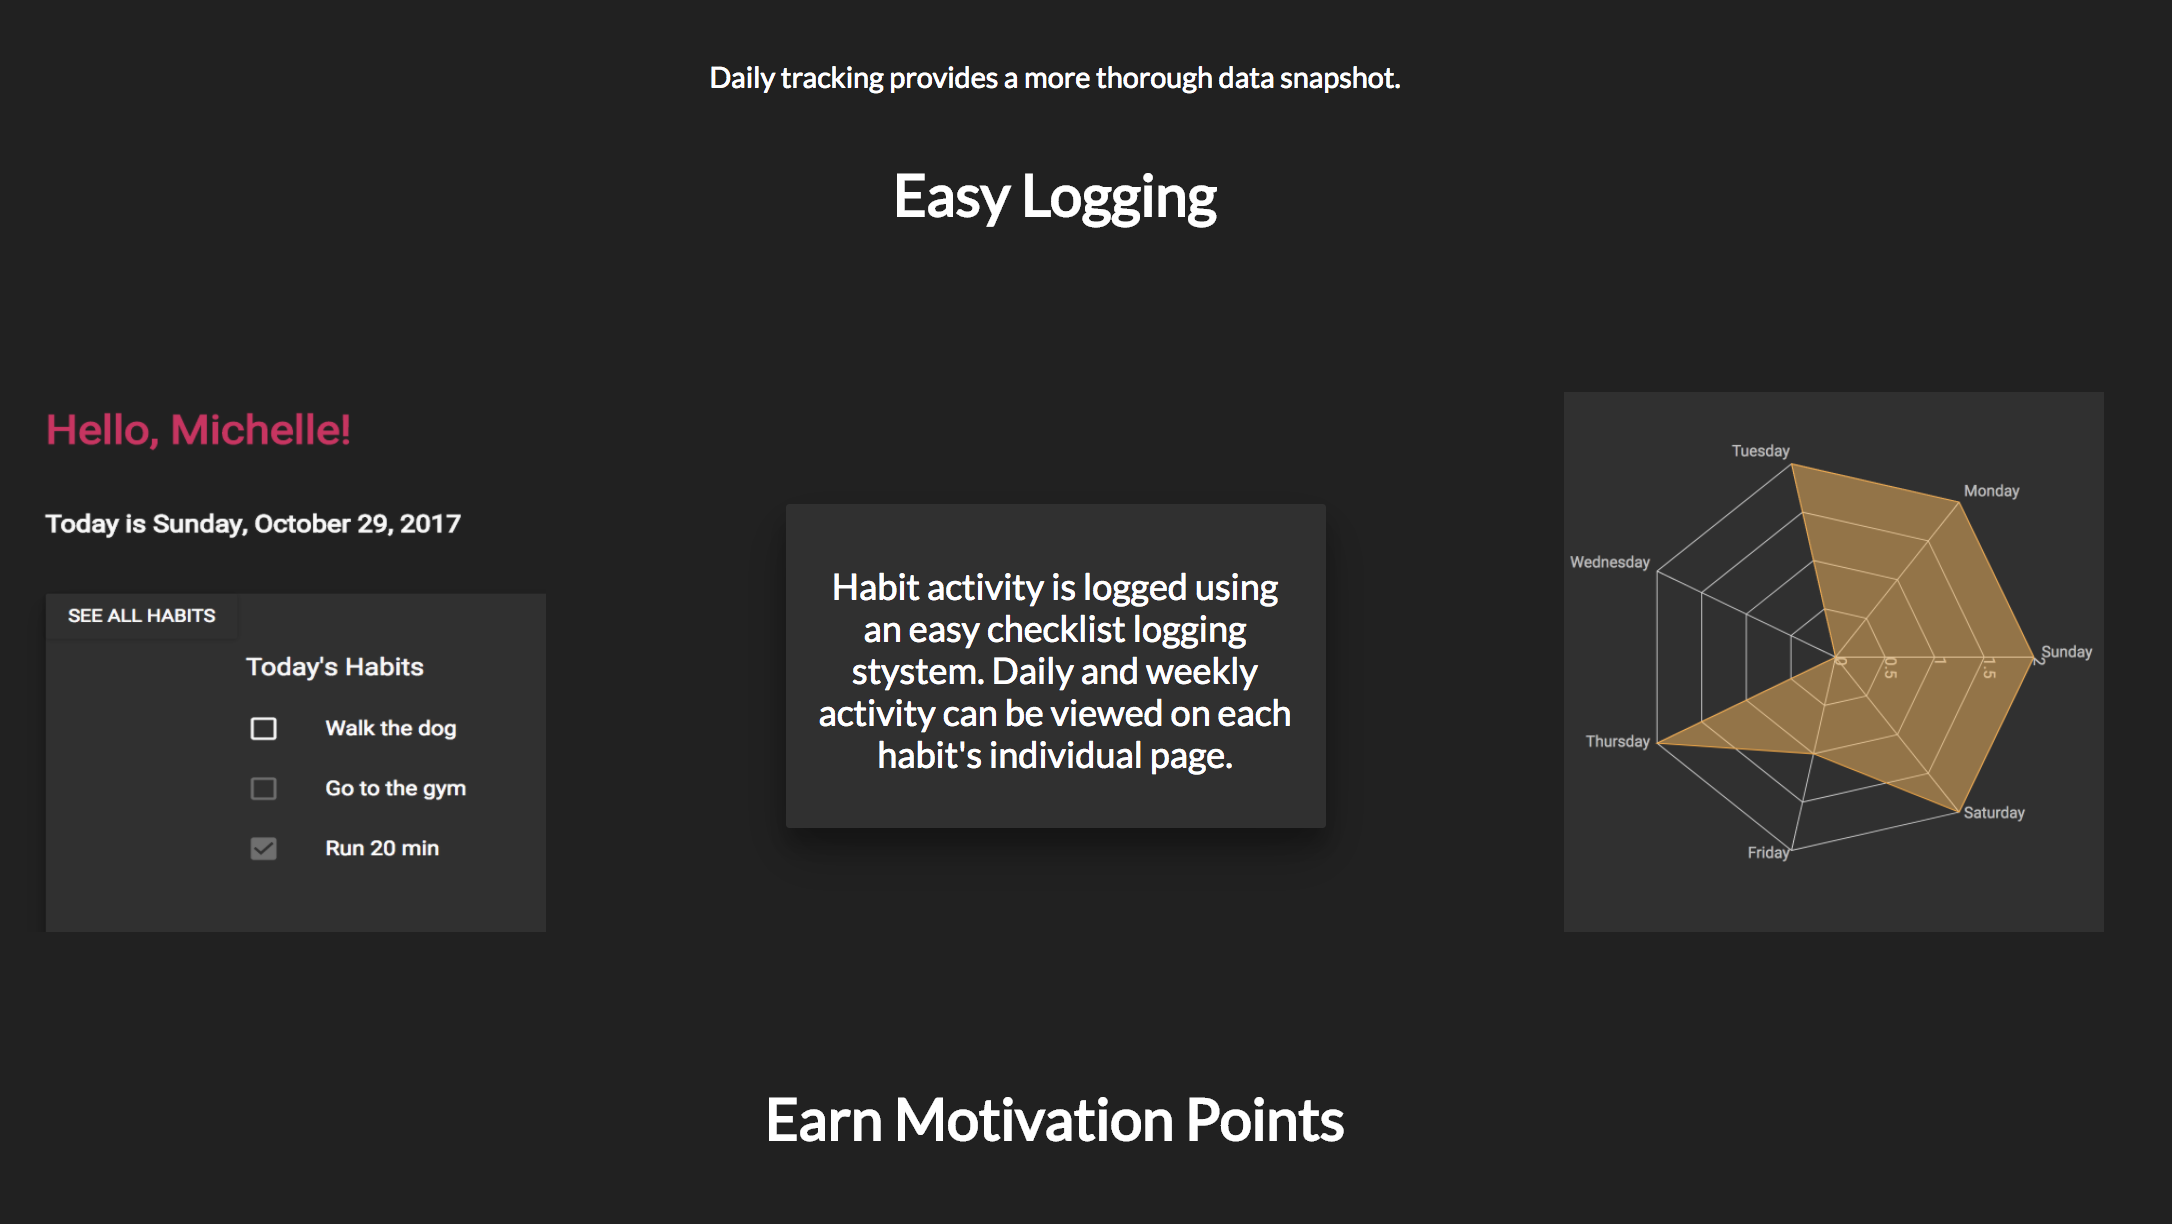 Daily tracking provides a more thorough data snapshot.
Easy Logging
Hello, Michelle!
Today is Sunday, October 29, 2017
SEE ALL HABITS
Today's Habits
Walk the dog
Go to the gym
Run 20 min
Habit activity is logged using
an easy checklist logging
stystem. Daily and weekly
activity can be viewed on each
habit's individual page.
Tuesday
Monday
Wednesday
Sunday
0
0.5
1
1.5
2
Thursday
Saturday
Friday
Earn Motivation Points